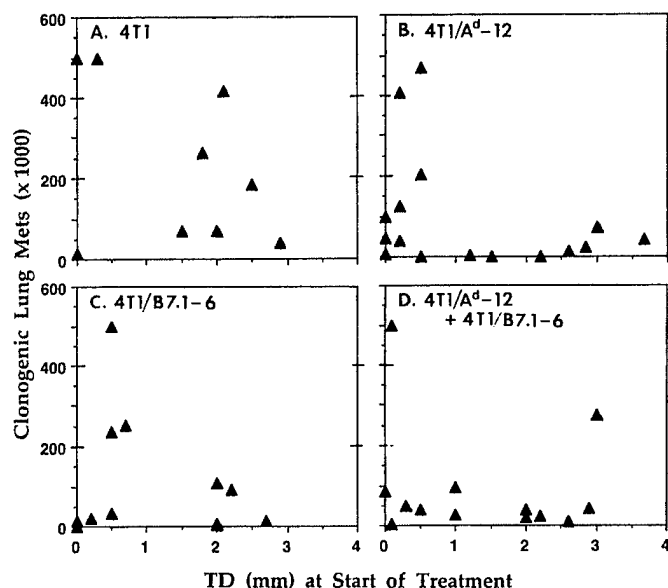 A. 4T1
B. 4T1/Aᵈ-12
600
400
200
0
Clonogenic Lung Mets (x 1000)
C. 4T1/B7.1-6
D. 4T1/Aᵈ-12
+ 4T1/B7.1-6
600
400
200
0
0 1 2 3 4
0 1 2 3 4
TD (mm) at Start of Treatment